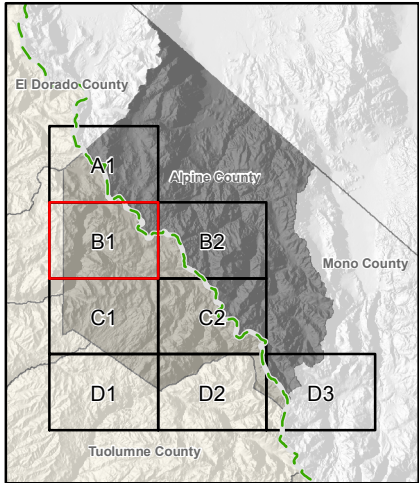 El Dorado County
A1
Alpine County
B1
B2
Mono County
C1
C2
D1
D2
D3
Tuolumne County